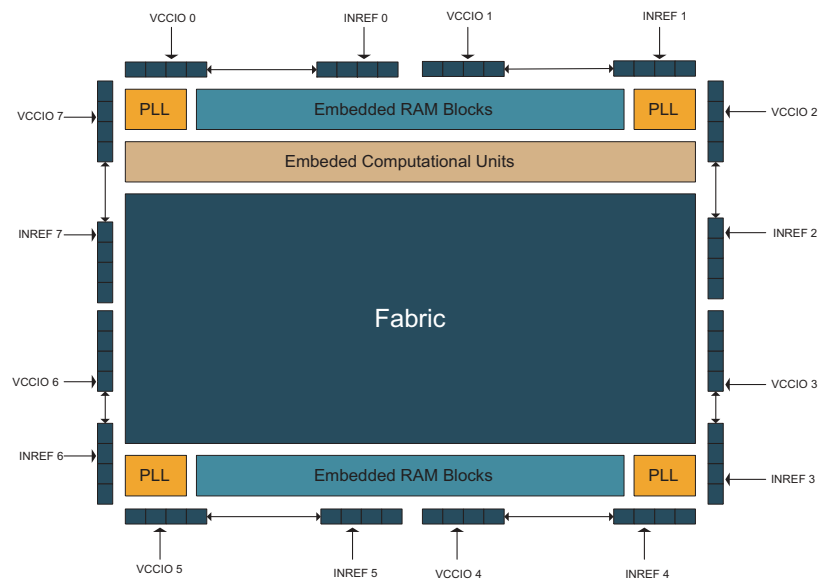 VCCIO 0
INREF 0
VCCIO 1
INREF 1
VCCIO 7
PLL
Embedded RAM Blocks
PLL
VCCIO 2
Embeded Computational Units
INREF 7
INREF 2
Fabric
VCCIO 6
VCCIO 3
INREF 6
PLL
Embedded RAM Blocks
PLL
INREF 3
VCCIO 5
INREF 5
VCCIO 4
INREF 4